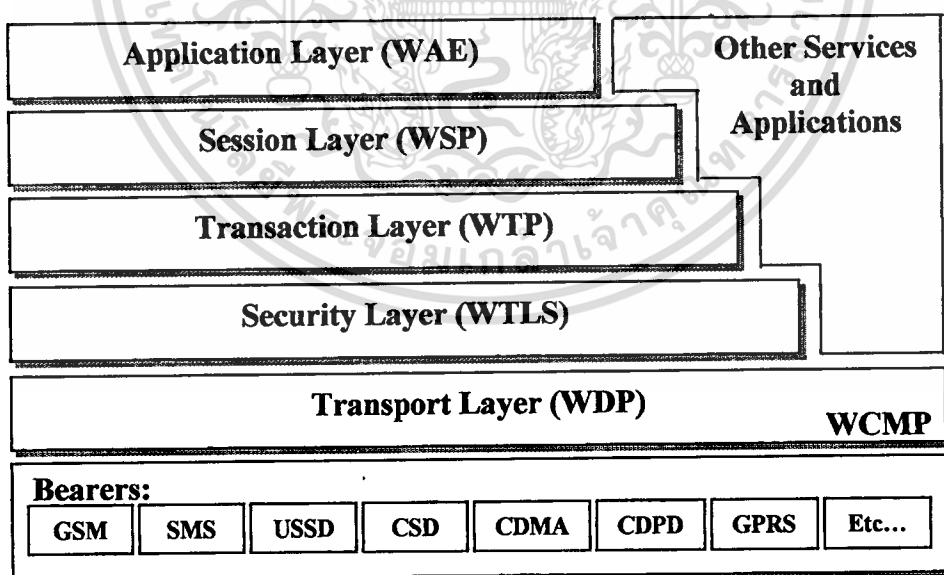 Application Layer (WAE)
Other Services
and
Applications
Session Layer (WSP)
Transaction Layer (WTP)
Security Layer (WTLS)
Transport Layer (WDP)
WCMP
Bearers:
GSM
SMS
USSD
CSD
CDMA
CDPD
GPRS
Etc...